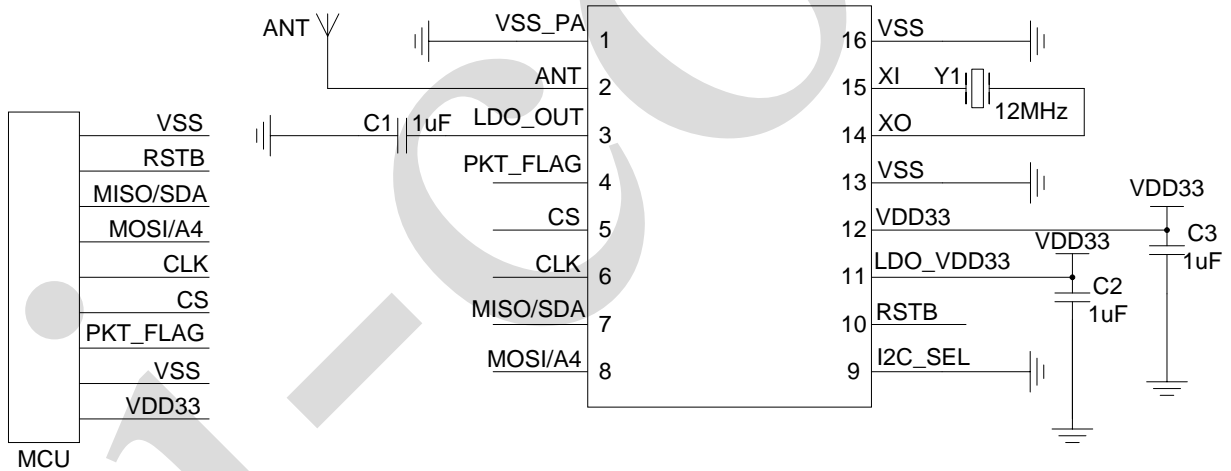 ANT
VSS_PA
1
ANT
2
C1
1uF
LDO_OUT
3
PKT_FLAG
4
CS
5
CLK
6
MISO/SDA
7
MOSI/A4
8
16
VSS
15
XI
Y1
12MHz
14
XO
13
VSS
12
VDD33
VDD33
C3
1uF
11
LDO_VDD33
VDD33
C2
1uF
10
RSTB
9
I2C_SEL
VSS
RSTB
MISO/SDA
MOSI/A4
CLK
CS
PKT_FLAG
VSS
VDD33
MCU